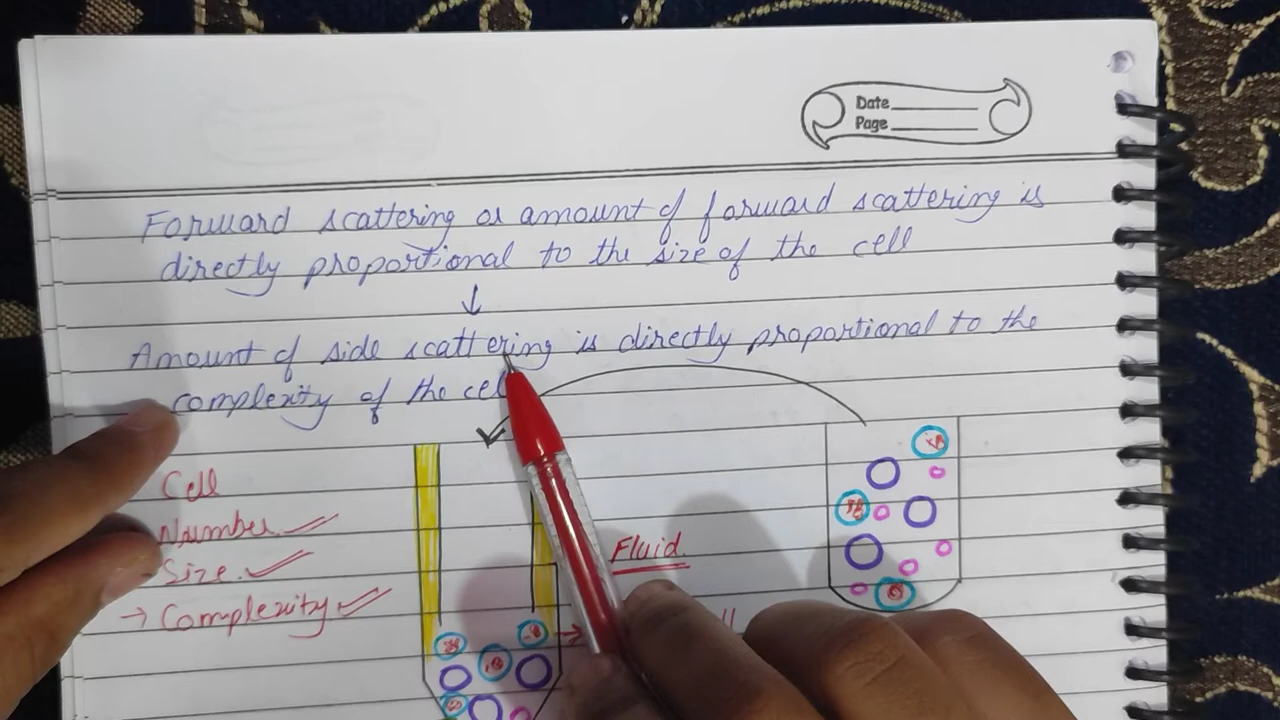 Date
Page
Forward scattering or amount of forward scattering is
directly proportional to the size of the cell
Amount of side scattering is directly proportional to the
complexity of the cell
Cell
Number
Size
→ Complexity
Fluid